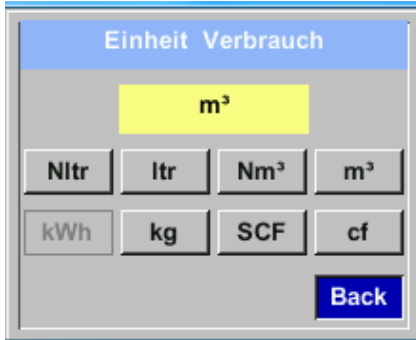 Einheit Verbrauch
m³
Nltr ltr Nm³ m³
kWh kg SCF cf
Back